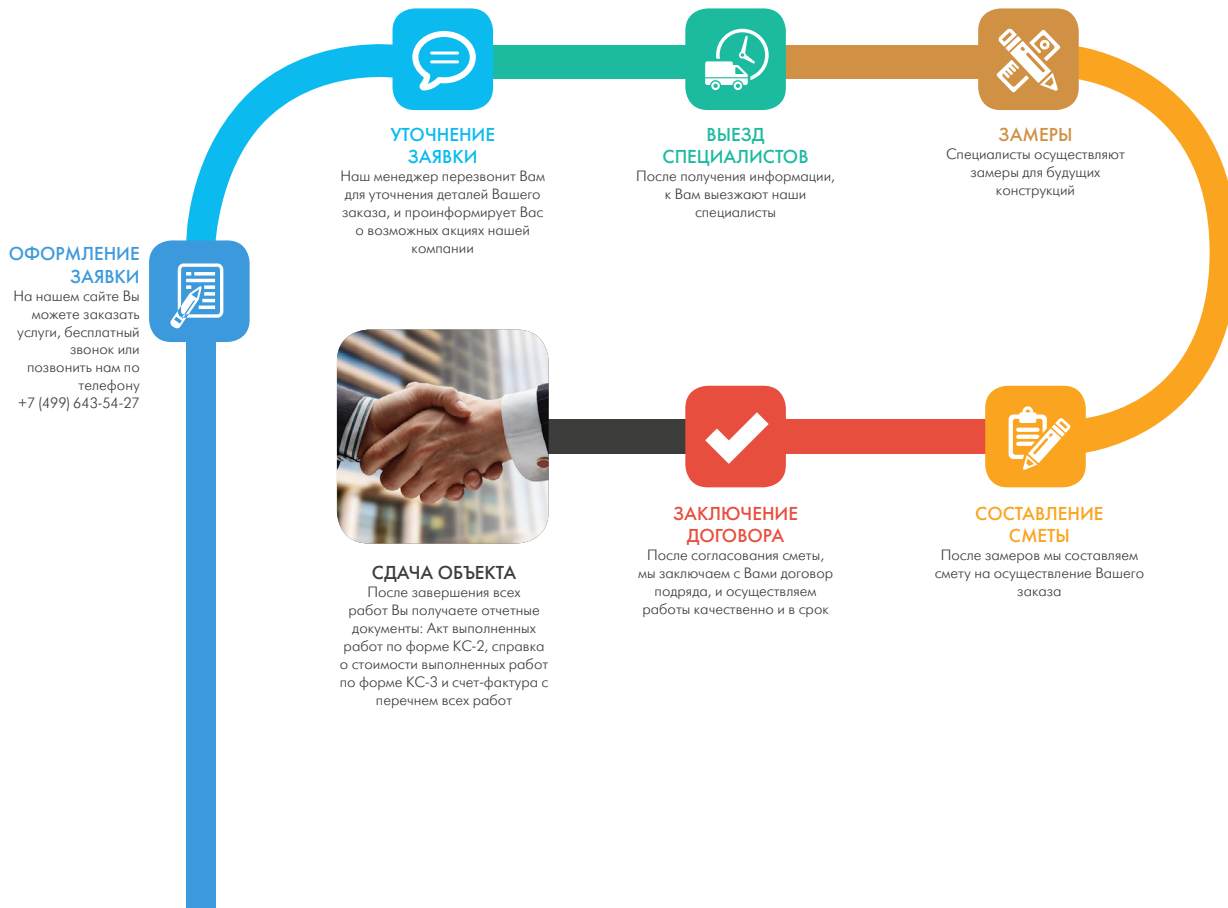 ОФОРМЛЕНИЕ
ЗАЯВКИ
На нашем сайте Вы
можете заказать
услуги, бесплатный
звонок или
позвонить нам по
телефону
+7 (499) 643-54-27
УТОЧНЕНИЕ
ЗАЯВКИ
Наш менеджер перезвонит Вам
для уточнения деталей Вашего
заказа, и проинформирует Вас
о возможных акциях нашей
компании
ВЫЕЗД
СПЕЦИАЛИСТОВ
После получения информации,
к Вам выезжают наши
специалисты
ЗАМЕРЫ
Специалисты осуществляют
замеры для будущих
конструкций
СОСТАВЛЕНИЕ
СМЕТЫ
После замеров мы составляем
смету на осуществление Вашего
заказа
ЗАКЛЮЧЕНИЕ
ДОГОВОРА
После согласования сметы,
мы заключаем с Вами договор
подряда, и осуществляем
работы качественно и в срок
СДАЧА ОБЪЕКТА
После завершения всех
работ Вы получаете отчетные
документы: Акт выполненных
работ по форме КС-2, справка
о стоимости выполненных работ
по форме КС-3 и счет-фактура с
перечнем всех работ